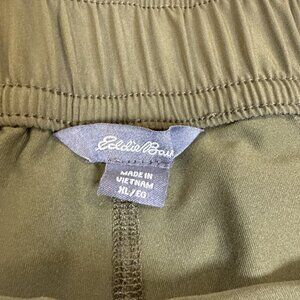 Eddie Bauer
MADE IN
VIETNAM
XL/EG